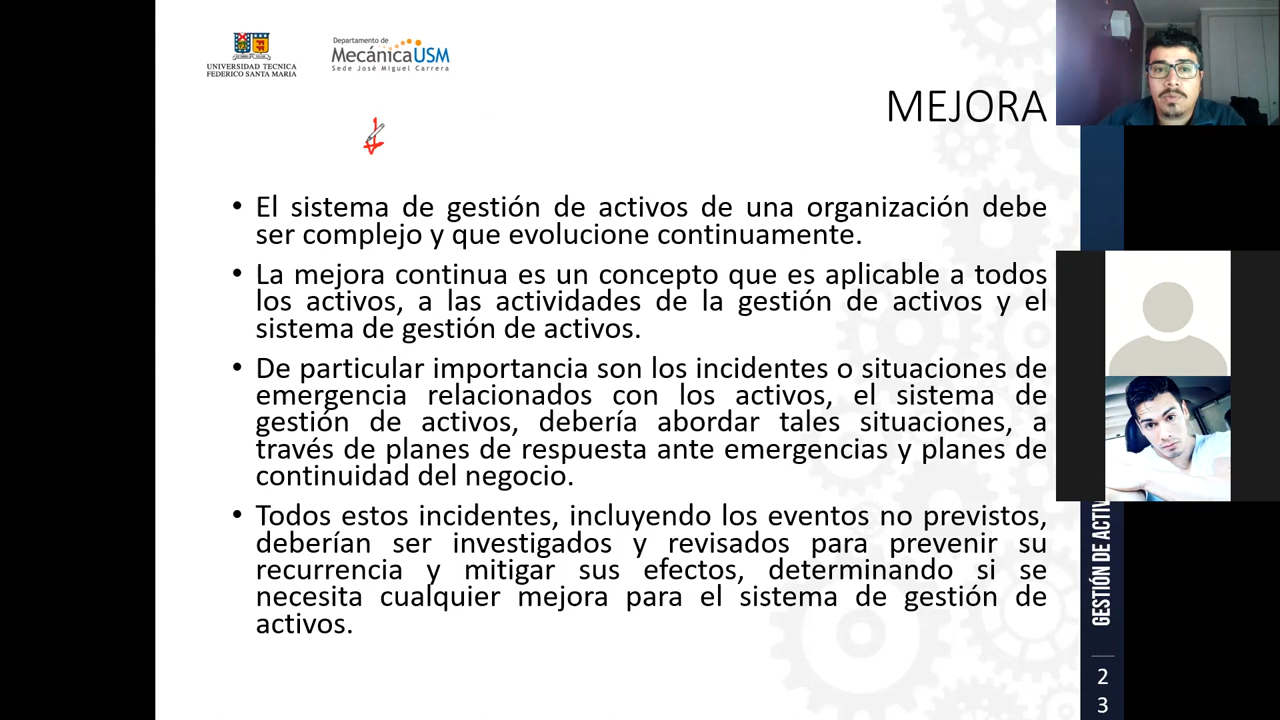 UNIVERSIDAD TECNICA
FEDERICO SANTA MARIA
Departamento de
MecánicaUSM
Sede José Miguel Carrera
MEJORA
• El sistema de gestión de activos de una organización debe
ser complejo y que evolucione continuamente.
• La mejora continua es un concepto que es aplicable a todos
los activos, a las actividades de la gestión de activos y el
sistema de gestión de activos.
• De particular importancia son los incidentes o situaciones de
emergencia relacionados con los activos, el sistema de
gestión de activos, debería abordar tales situaciones, a
través de planes de respuesta ante emergencias y planes de
continuidad del negocio.
• Todos estos incidentes, incluyendo los eventos no previstos,
deberían ser investigados y revisados para prevenir su
recurrencia y mitigar sus efectos, determinando si se
necesita cualquier mejora para el sistema de gestión de
activos.
GESTIÓN DE ACTIV
2
3